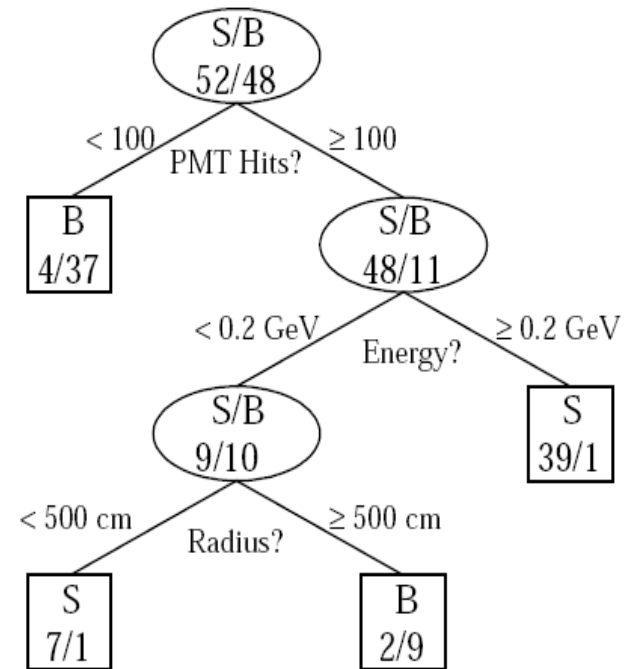 S/B
52/48
< 100
PMT Hits?
≥ 100
B
4/37
S/B
48/11
< 0.2 GeV
Energy?
≥ 0.2 GeV
S/B
9/10
S
39/1
< 500 cm
Radius?
≥ 500 cm
S
7/1
B
2/9